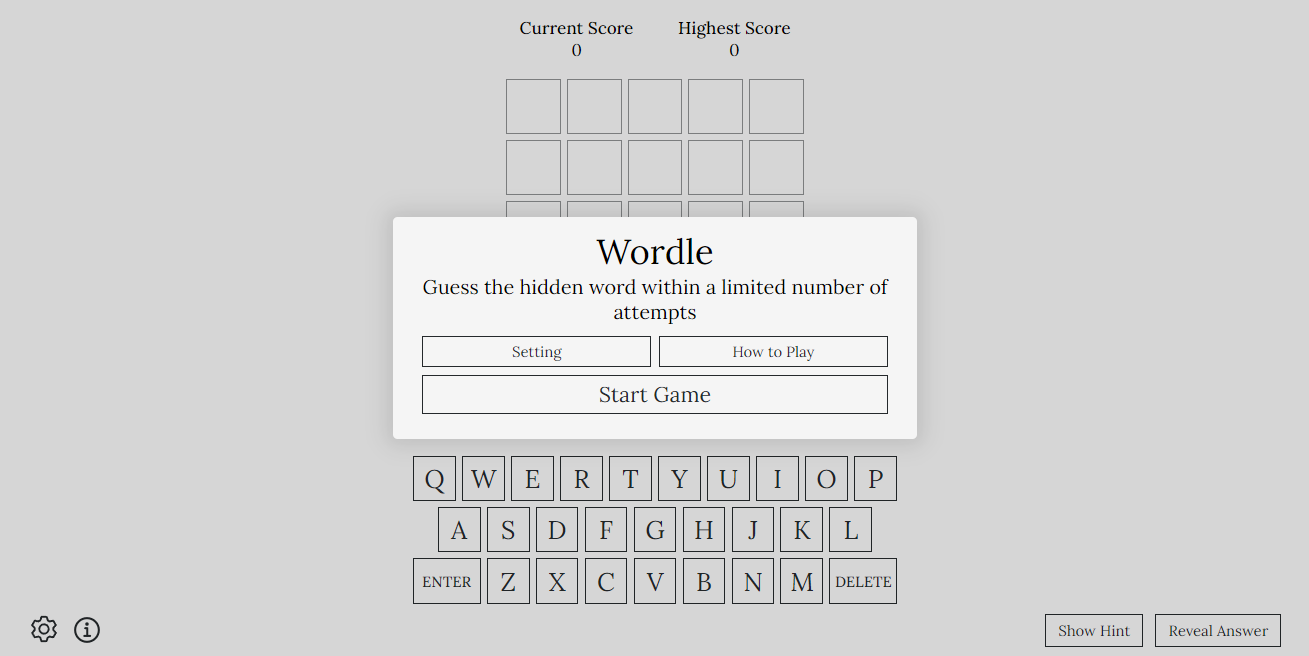 Current Score Highest Score
0 0
Wordle
Guess the hidden word within a limited number of
attempts
Setting How to Play
Start Game
Q W E R T Y U I O P
A S D F G H J K L
ENTER Z X C V B N M DELETE
Show Hint Reveal Answer